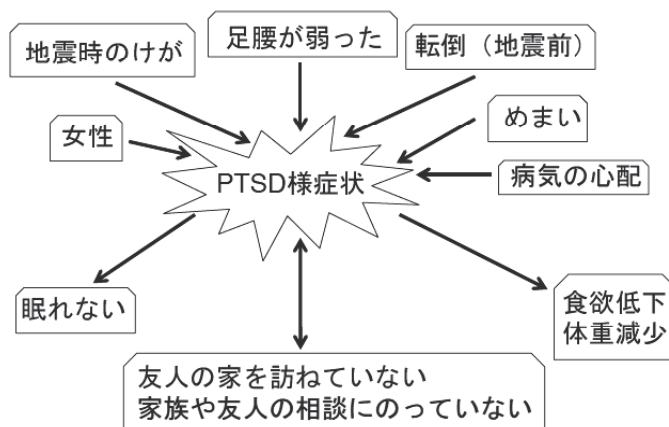 地震時のけが
足腰が弱った
転倒（地震前）
女性
めまい
PTSD様症状
病気の心配
眠れない
食欲低下
体重減少
友人の家を訪ねていない
家族や友人の相談にのっていない